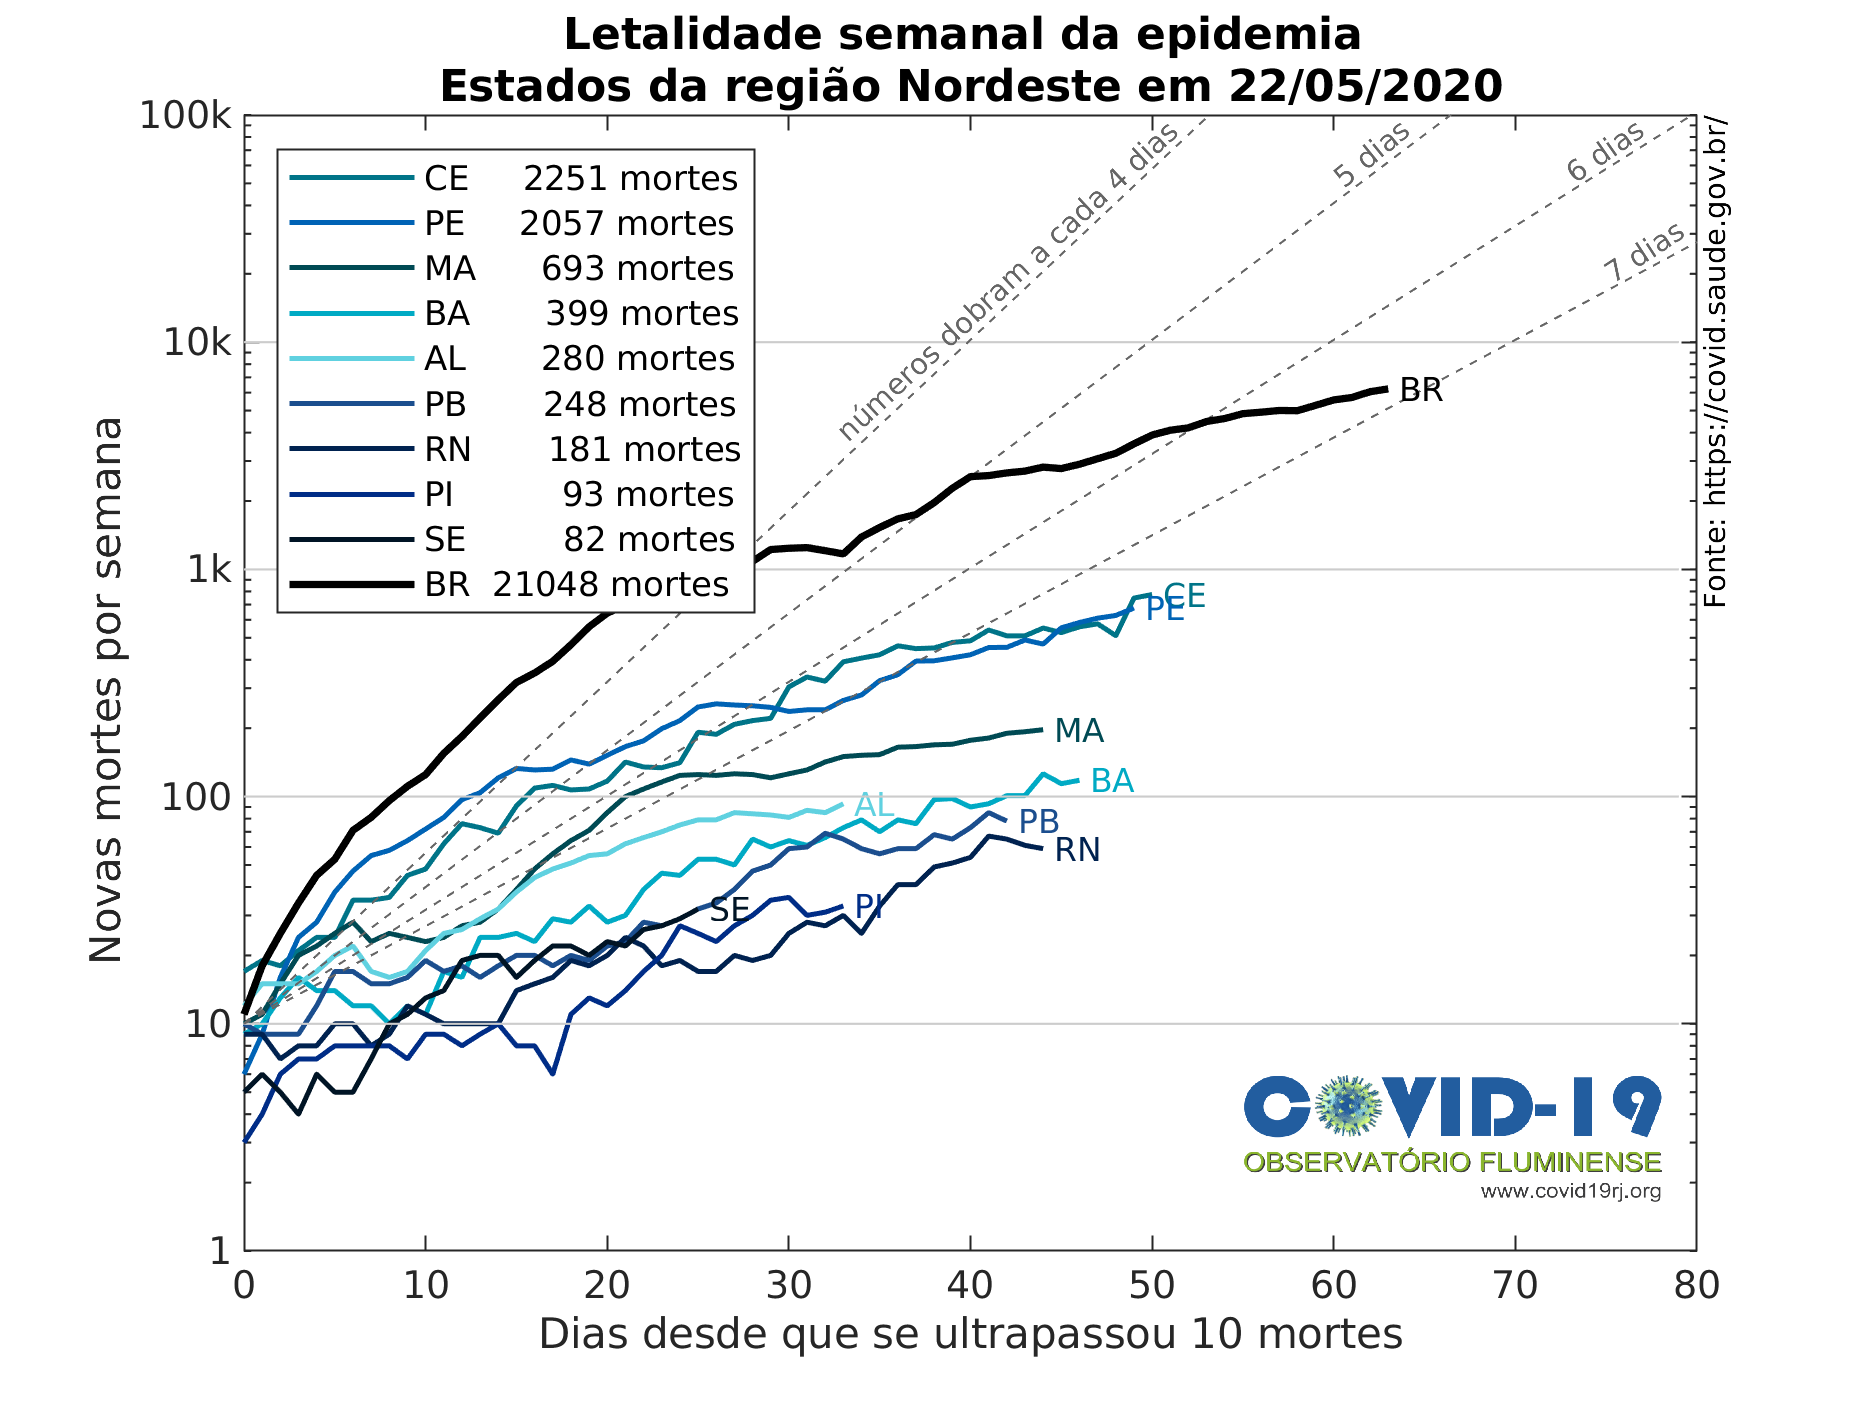 Letalidade semanal da epidemia
Estados da região Nordeste em 22/05/2020
Novas mortes por semana
100k
10k
1k
100
10
1
CE 2251 mortes
PE 2057 mortes
MA 693 mortes
BA 399 mortes
AL 280 mortes
PB 248 mortes
RN 181 mortes
PI 93 mortes
SE 82 mortes
BR 21048 mortes
números dobram a cada 4 dias
5 dias
6 dias
7 dias
BR
CE
PE
MA
BA
AL
PB
RN
SE
PI
Fonte: https://covid.saude.gov.br/
COVID-19
OBSERVATÓRIO FLUMINENSE
www.covid19rj.org
0 10 20 30 40 50 60 70 80
Dias desde que se ultrapassou 10 mortes